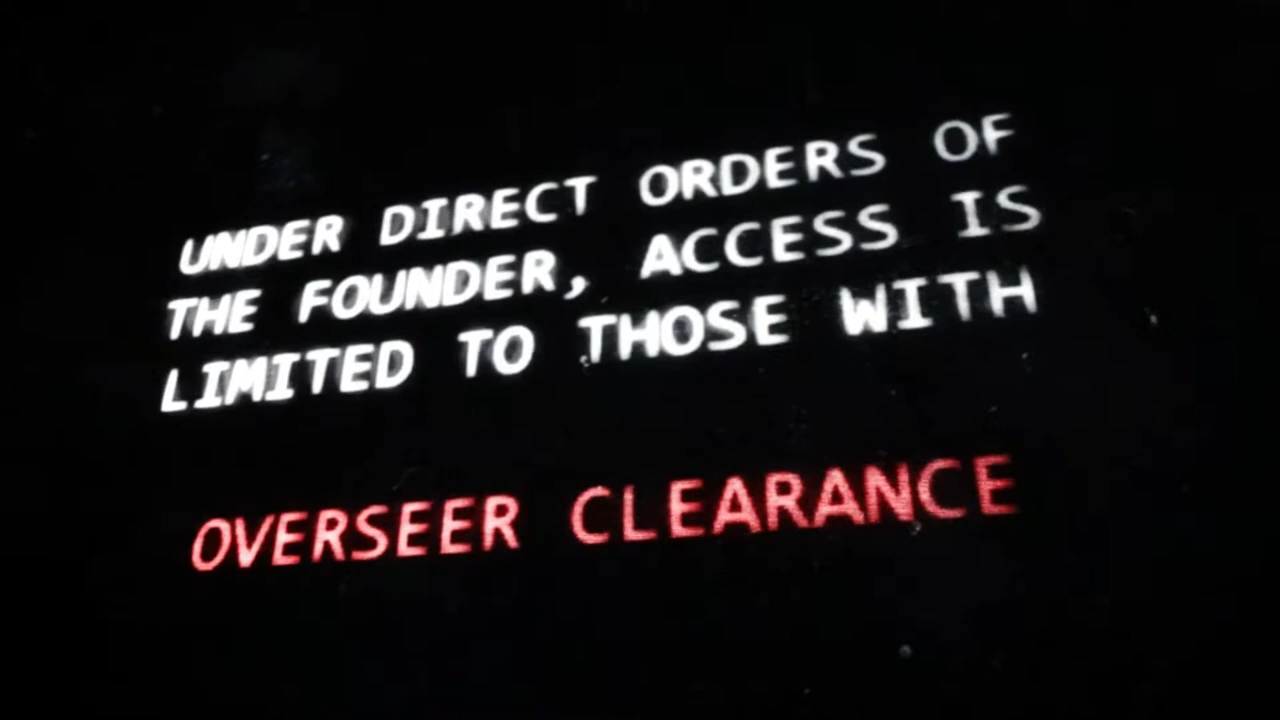 UNDER DIRECT ORDERS OF
THE FOUNDER, ACCESS IS
LIMITED TO THOSE WITH
OVERSEER CLEARANCE